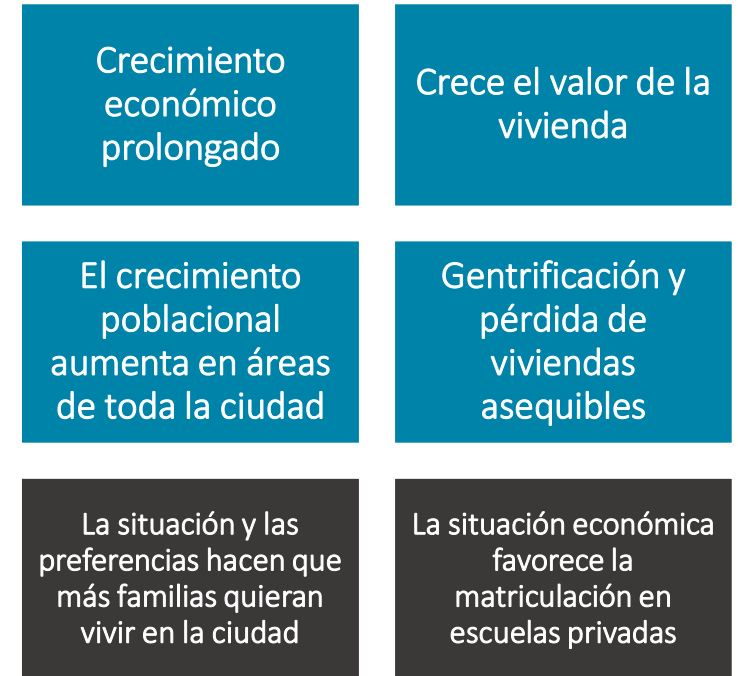 Crecimiento
económico
prolongado
Crece el valor de la
vivienda
El crecimiento
poblacional
aumenta en áreas
de toda la ciudad
Gentrificación y
pérdida de
viviendas
asequibles
La situación y las
preferencias hacen que
más familias quieran
vivir en la ciudad
La situación económica
favorece la
matriculación en
escuelas privadas